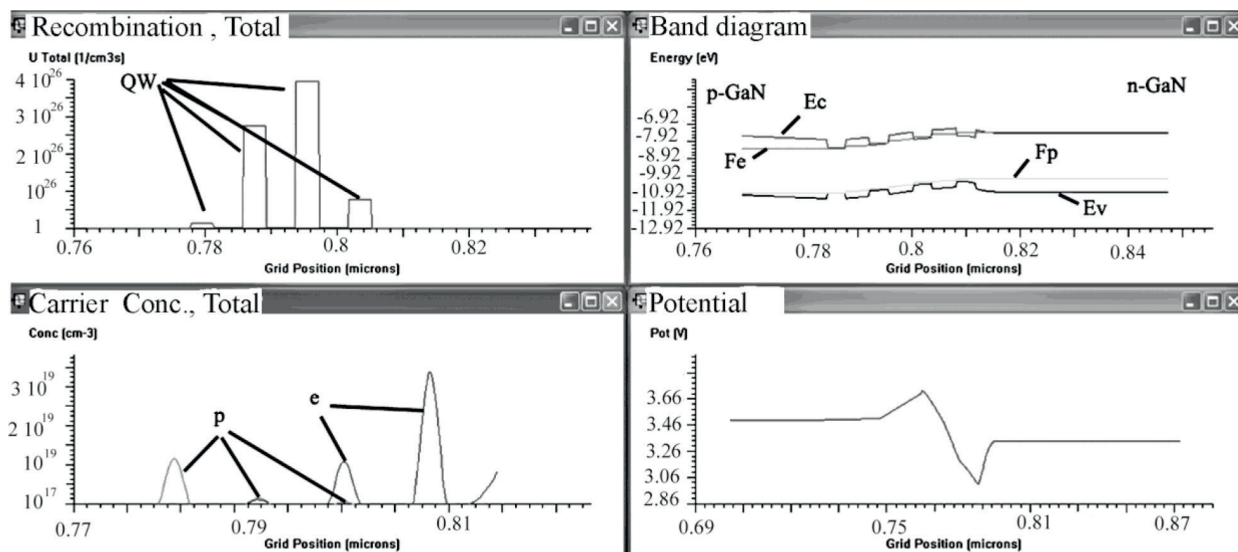 Recombination , Total
U Total (1/cm3s)
4 10^26
QW
3 10^26
2 10^26
10^26
1
0.76 0.78 0.8 0.82
Grid Position (microns)
Band diagram
Energy (eV)
p-GaN n-GaN
Ec
-6.92
-7.92
-8.92
Fe Fp
-10.92
-11.92
Ev
-12.92
0.76 0.78 0.8 0.82 0.84
Grid Position (microns)
Carrier Conc., Total
Conc (cm-3)
3 10^19
p e
2 10^19
10^19
10^17
0.77 0.79 0.81
Grid Position (microns)
Potential
Pot (V)
3.66
3.46
3.26
3.06
2.86
0.69 0.75 0.81 0.87
Grid Position (microns)